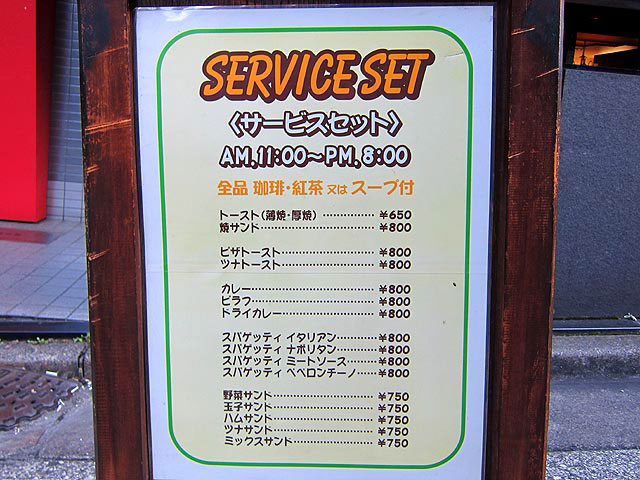 SERVICE SET
〈サービスセット〉
AM,11:00～PM,8:00
全品 珈琲・紅茶 又は スープ付
トースト(薄焼・厚焼) ……………… ¥650
焼サンド………………………………… ¥800
ピザトースト…………………………… ¥800
ツナトースト…………………………… ¥800
カレー…………………………………… ¥800
ピラフ…………………………………… ¥800
ドライカレー…………………………… ¥800
スパゲッティ イタリアン…………… ¥800
スパゲッティ ナポリタン…………… ¥800
スパゲッティ ミートソース………… ¥800
スパゲッティ ペペロンチーノ……… ¥800
野菜サンド……………………………… ¥750
玉子サンド……………………………… ¥750
ハムサンド……………………………… ¥750
ツナサンド……………………………… ¥750
ミックスサンド………………………… ¥750